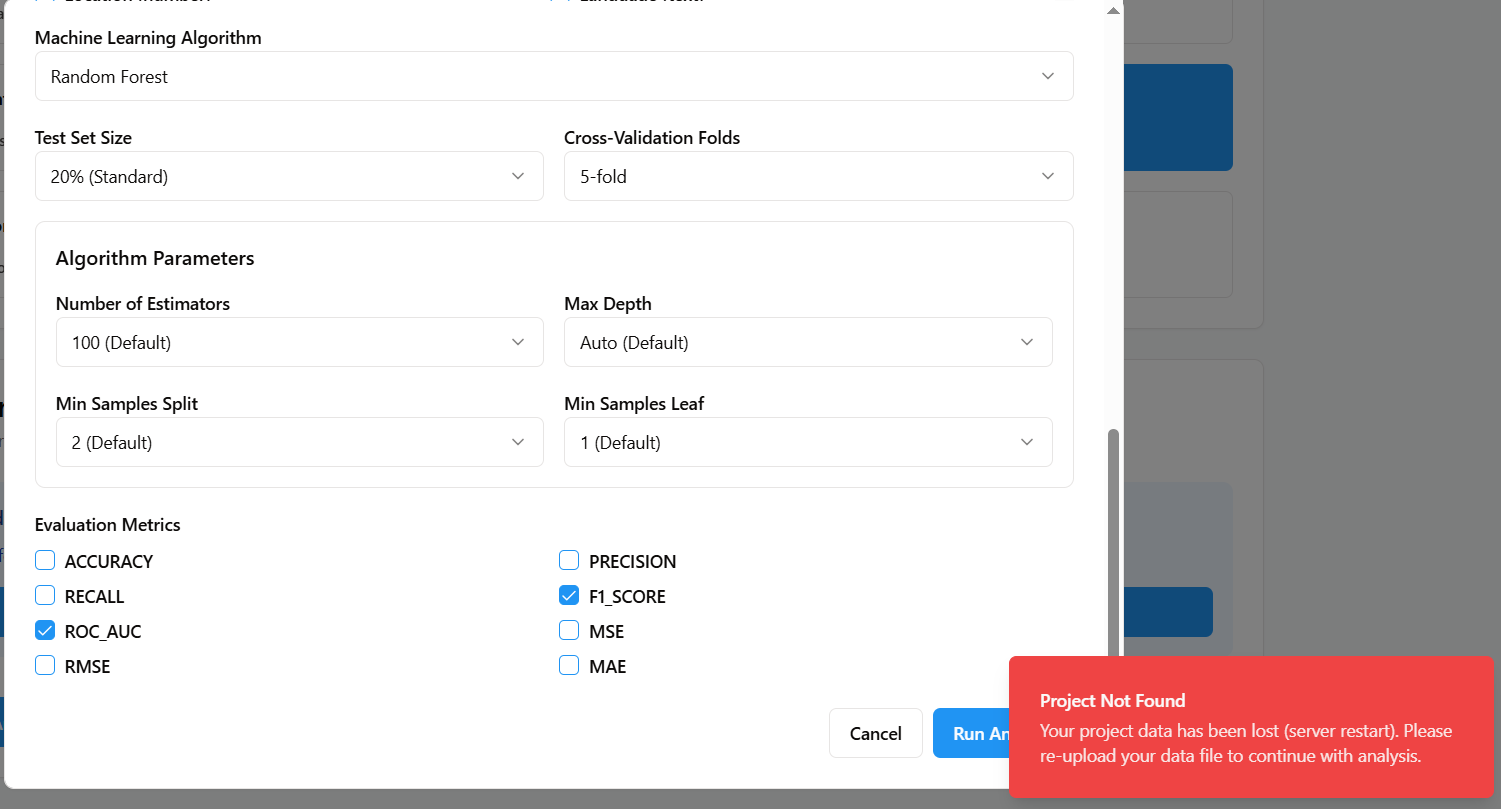 Machine Learning Algorithm
Random Forest
Test Set Size
Cross-Validation Folds
20% (Standard)
5-fold
Algorithm Parameters
Number of Estimators
Max Depth
100 (Default)
Auto (Default)
Min Samples Split
Min Samples Leaf
2 (Default)
1 (Default)
Evaluation Metrics
ACCURACY
PRECISION
RECALL
F1_SCORE
ROC_AUC
MSE
RMSE
MAE
Cancel
Run An
Project Not Found
Your project data has been lost (server restart). Please
re-upload your data file to continue with analysis.